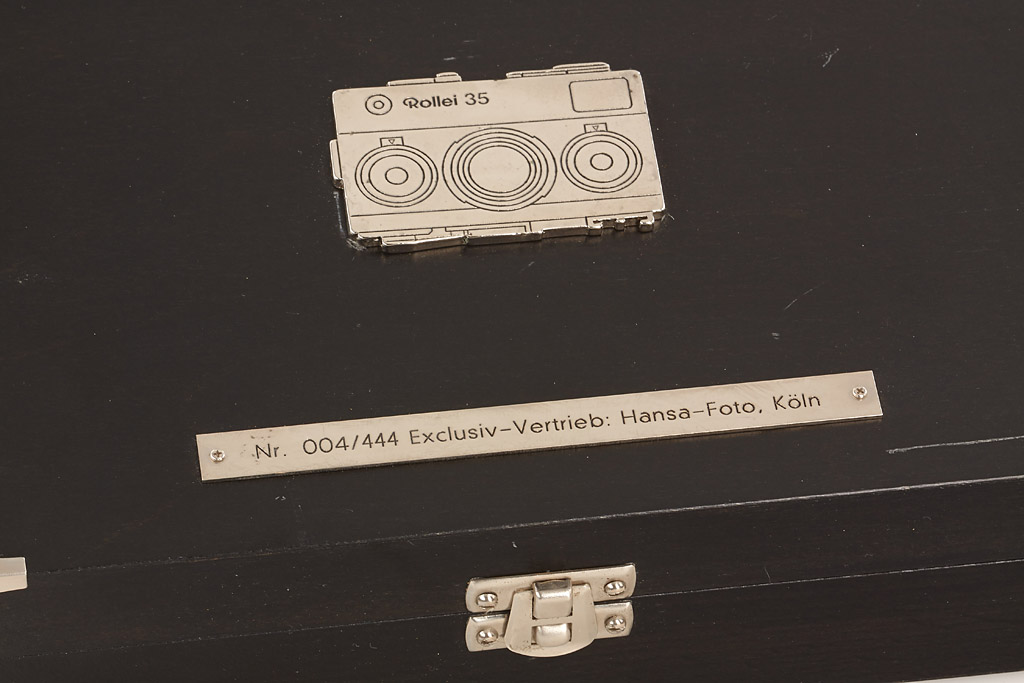 Rollei 35
Nr. 004/444 Exclusiv-Vertrieb: Hansa-Foto, Köln